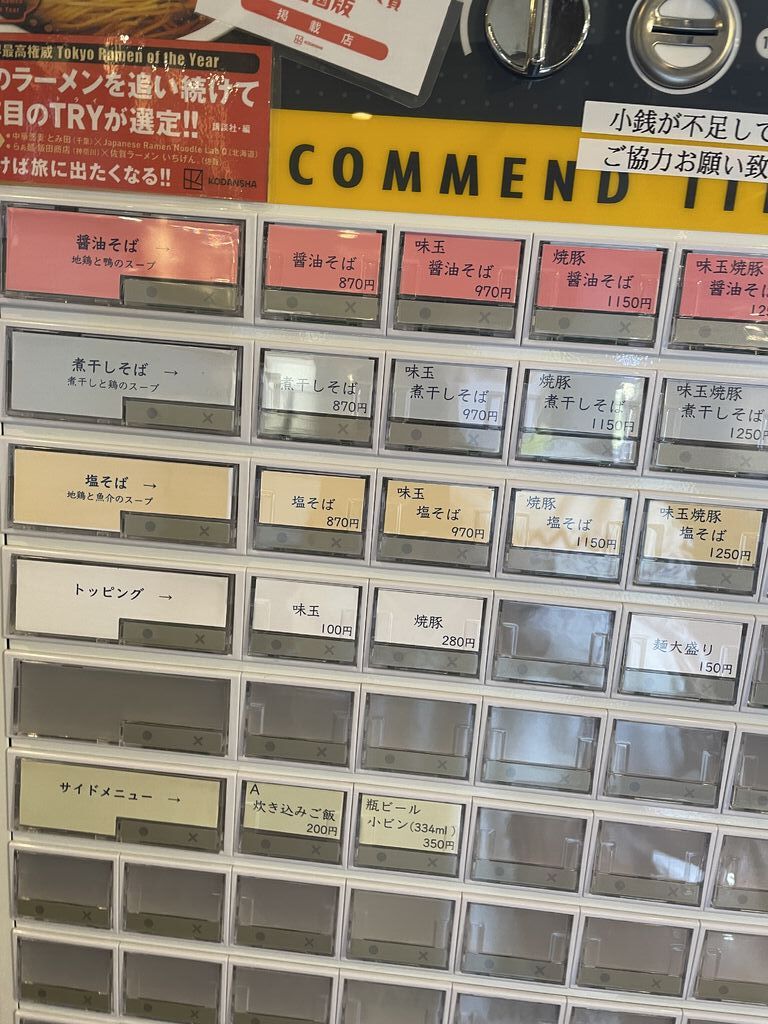 掲載店
最高権威 Tokyo Ramen of the Year
のラーメンを追い続けて
目のTRYが選定!! 講談社・編
中華蕎麦 とみ田(千葉)×Japanese Ramen Noodle Lab Q(北海道)
らぁ麺 飯田商店(神奈川)×佐賀ラーメン いちげん.(佐賀)
けば旅に出たくなる!! KODANSHA
小銭が不足して
ご協力お願い致
COMMEND
醤油そば →
地鶏と鴨のスープ
醤油そば
870円
味玉
醤油そば
970円
焼豚
醤油そば
1150円
味玉焼豚
醤油そば
煮干しそば →
煮干しと鶏のスープ
煮干しそば
870円
味玉
煮干しそば
970円
焼豚
煮干しそば
1150円
味玉焼豚
煮干しそば
1250円
塩そば →
地鶏と魚介のスープ
塩そば
870円
味玉
塩そば
970円
焼豚
塩そば
1150円
味玉焼豚
塩そば
1250円
トッピング →
味玉
100円
焼豚
280円
麺大盛り
150円
サイドメニュー →
A
炊き込みご飯
200円
瓶ビール
小ビン(334ml)
350円